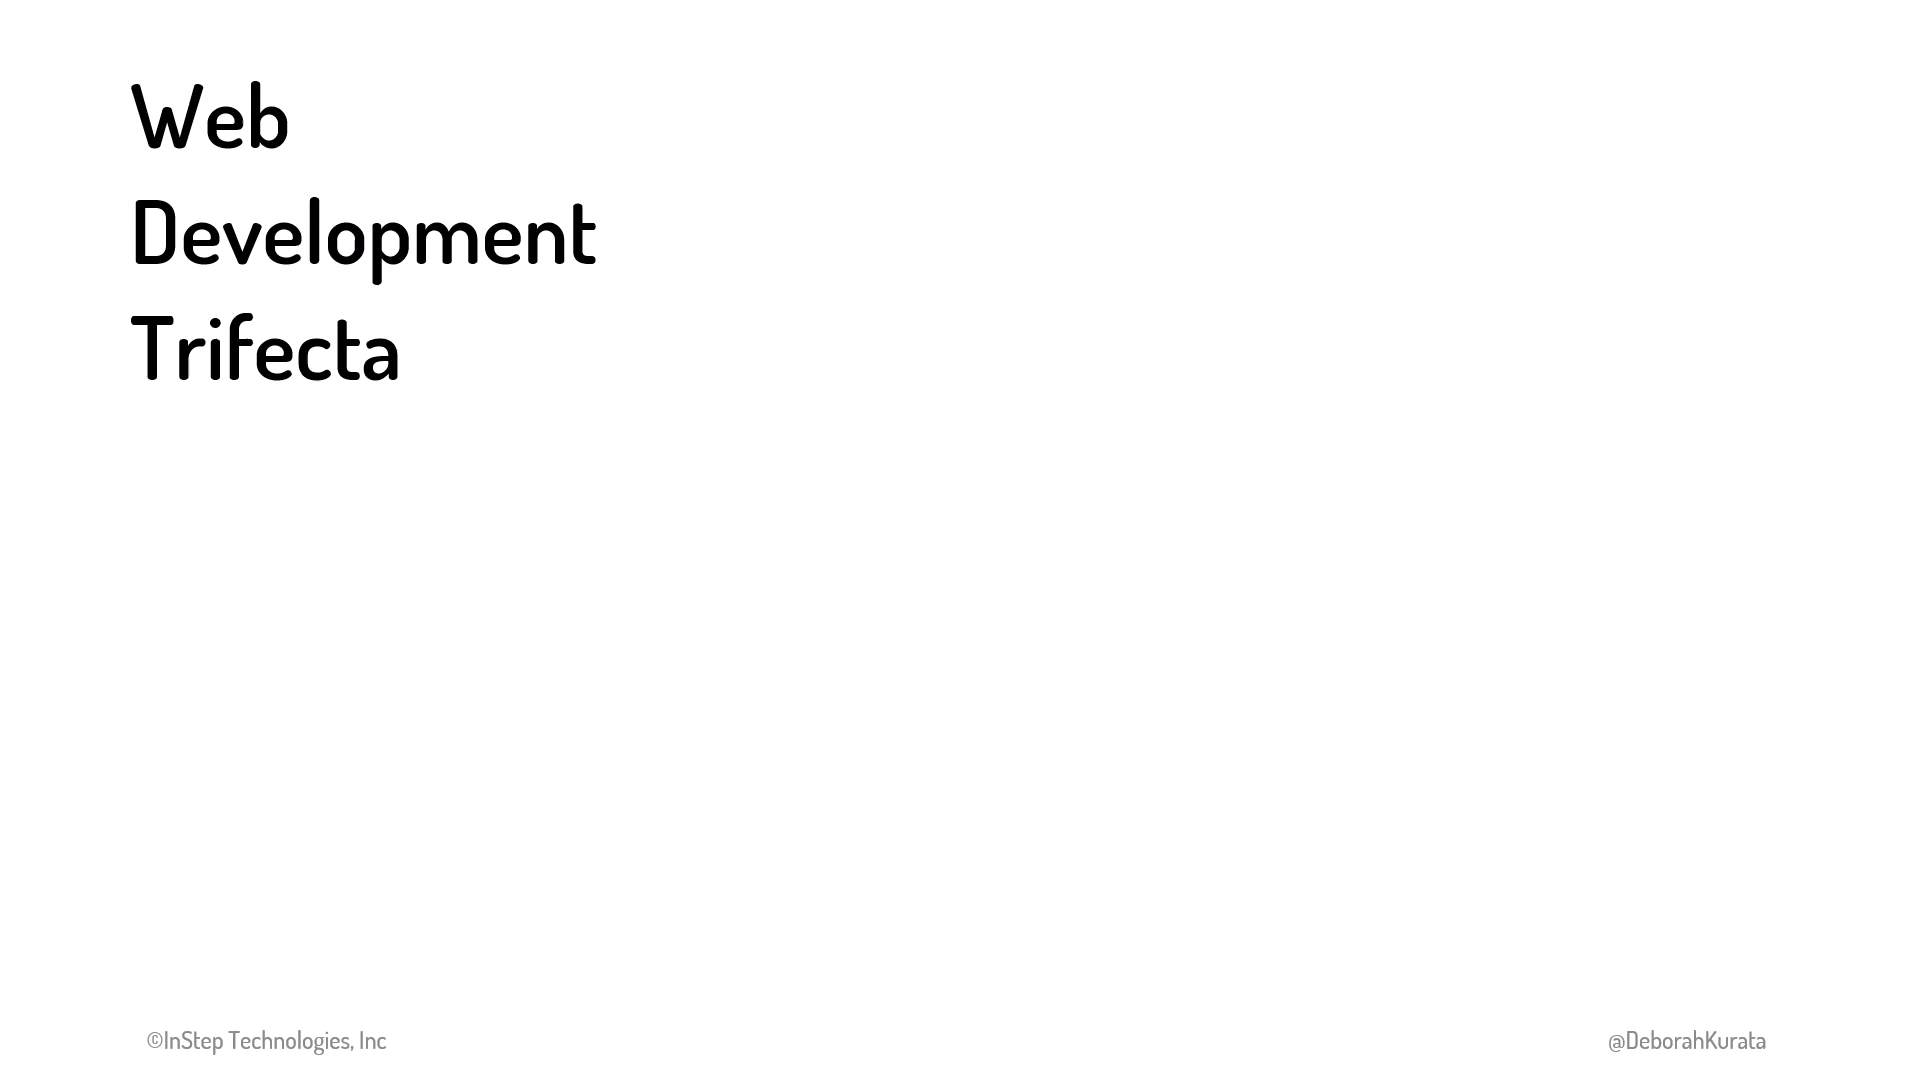 Web
Development
Trifecta
©InStep Technologies, Inc
@DeborahKurata